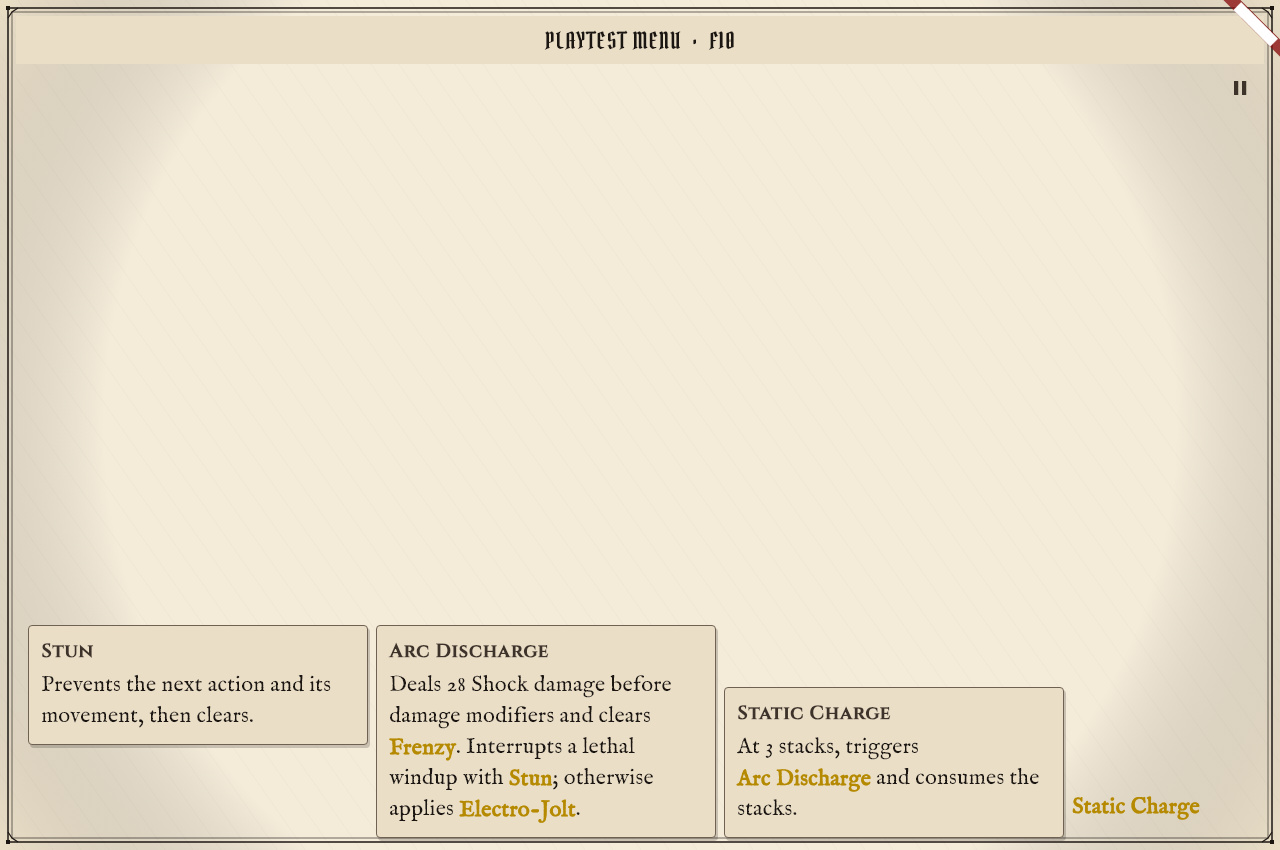 PLAYTEST MENU · F10
Stun
Prevents the next action and its
movement, then clears.
Arc Discharge
Deals 28 Shock damage before
damage modifiers and clears
Frenzy. Interrupts a lethal
windup with Stun; otherwise
applies Electro-Jolt.
Static Charge
At 3 stacks, triggers
Arc Discharge and consumes the
stacks.
Static Charge